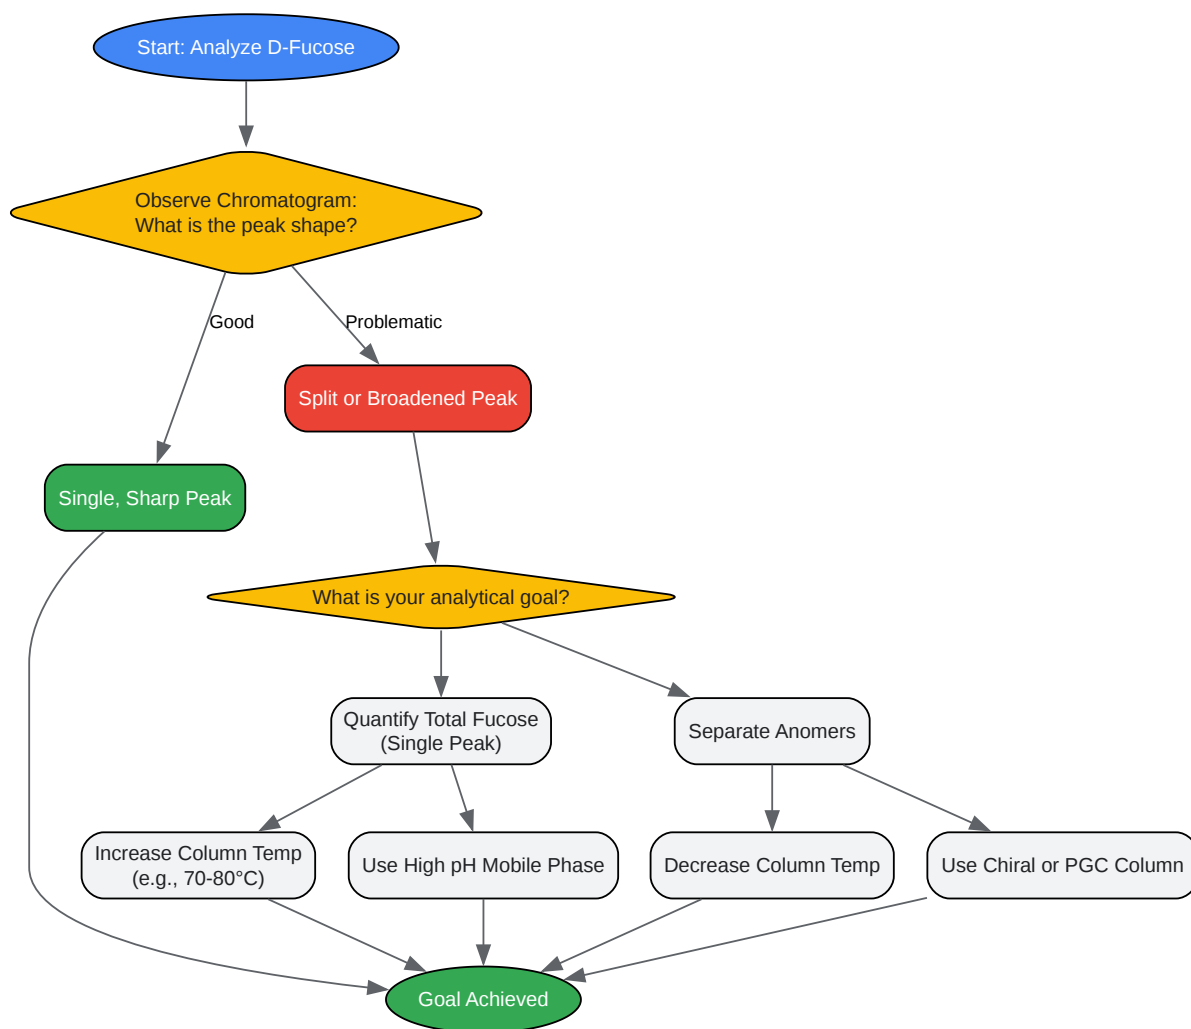 Start: Analyze D-Fucose
Observe Chromatogram:
What is the peak shape?
Good
Problematic
Split or Broadened Peak
Single, Sharp Peak
What is your analytical goal?
Quantify Total Fucose
(Single Peak)
Separate Anomers
Increase Column Temp
(e.g., 70-80°C)
Use High pH Mobile Phase
Decrease Column Temp
Use Chiral or PGC Column
Goal Achieved